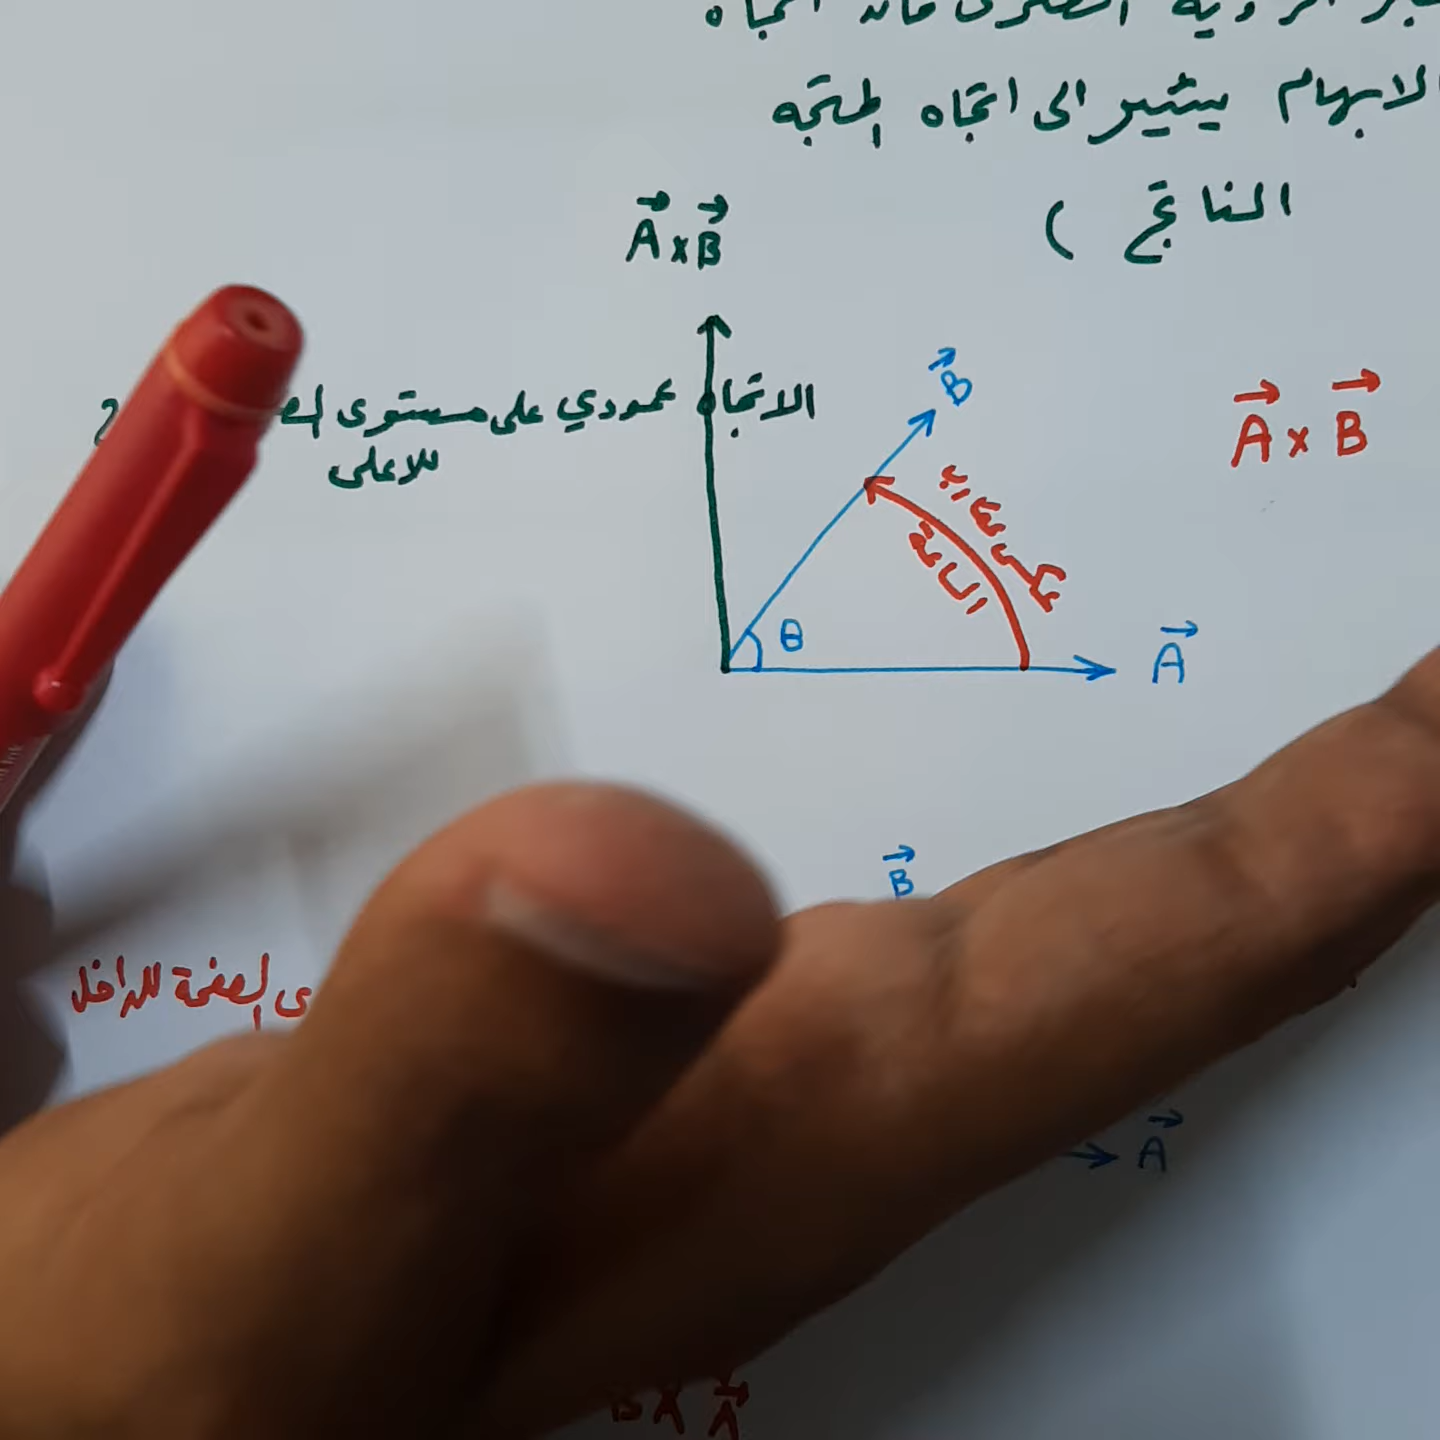 الابهام يشير الى اتجاه المتجه
الناتج )
A × B
B
الاتجاه عمودي على مستوى
للاعلى
A × B
عكس عقارب
الساعة
θ
A
B
الصفحة للداخل
A
A